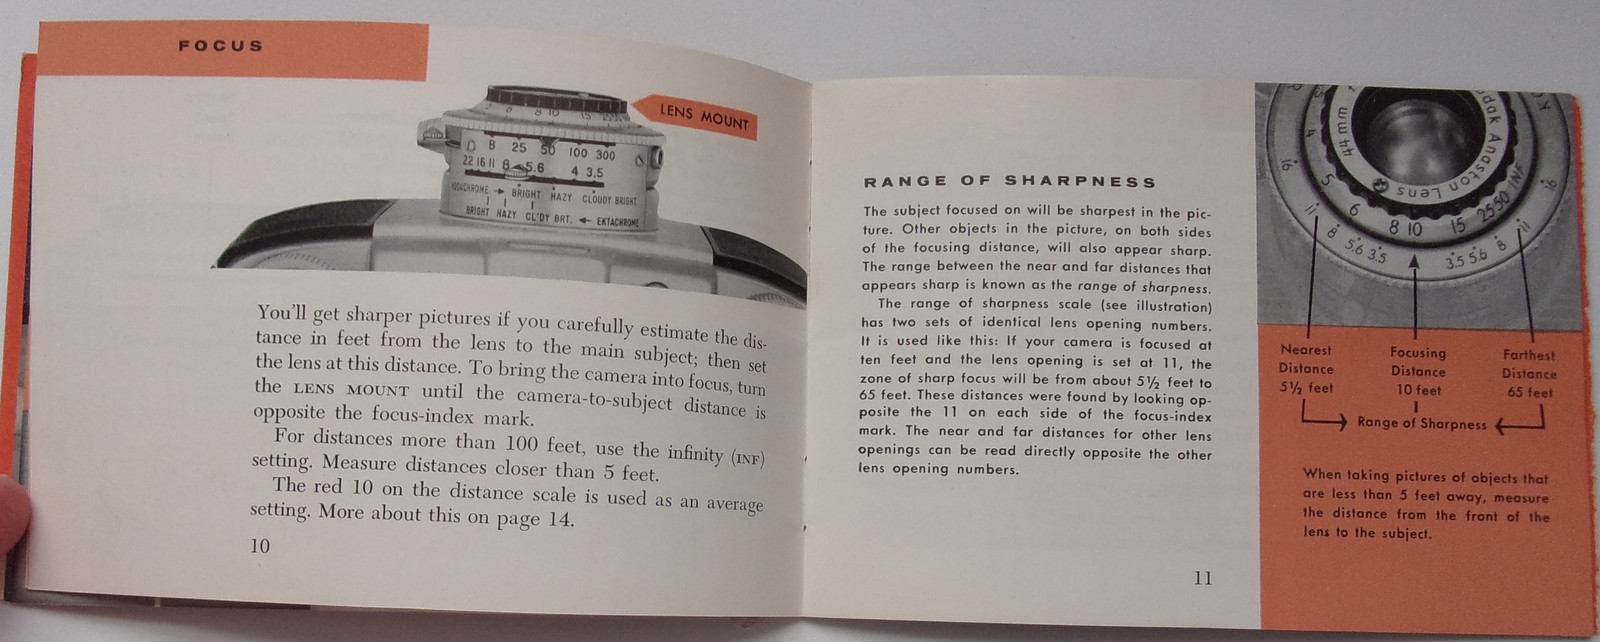 FOCUS
LENS MOUNT
B 25 50 100 300
22 16 11 8 5.6 4 3.5
KODACHROME → BRIGHT HAZY CLOUDY BRIGHT
BRIGHT HAZY CL'DY BRT. ← EKTACHROME
You'll get sharper pictures if you carefully estimate the dis-
tance in feet from the lens to the main subject; then set
the lens at this distance. To bring the camera into focus, turn
the LENS MOUNT until the camera-to-subject distance is
opposite the focus-index mark.
For distances more than 100 feet, use the infinity (INF)
setting. Measure distances closer than 5 feet.
The red 10 on the distance scale is used as an average
setting. More about this on page 14.
10
RANGE OF SHARPNESS
The subject focused on will be sharpest in the pic-
ture. Other objects in the picture, on both sides
of the focusing distance, will also appear sharp.
The range between the near and far distances that
appears sharp is known as the range of sharpness.
The range of sharpness scale (see illustration)
has two sets of identical lens opening numbers.
It is used like this: If your camera is focused at
ten feet and the lens opening is set at 11, the
zone of sharp focus will be from about 5½ feet to
65 feet. These distances were found by looking op-
posite the 11 on each side of the focus-index
mark. The near and far distances for other lens
openings can be read directly opposite the other
lens opening numbers.
11
44mm
Anaston Lens
4 5 6 8 10 15 25 50 INF
16 11 8 5.6 3.5 3.5 5.6 8 11 16
Nearest
Distance
5½ feet
Focusing
Distance
10 feet
Farthest
Distance
65 feet
Range of Sharpness
When taking pictures of objects that
are less than 5 feet away, measure
the distance from the front of the
lens to the subject.